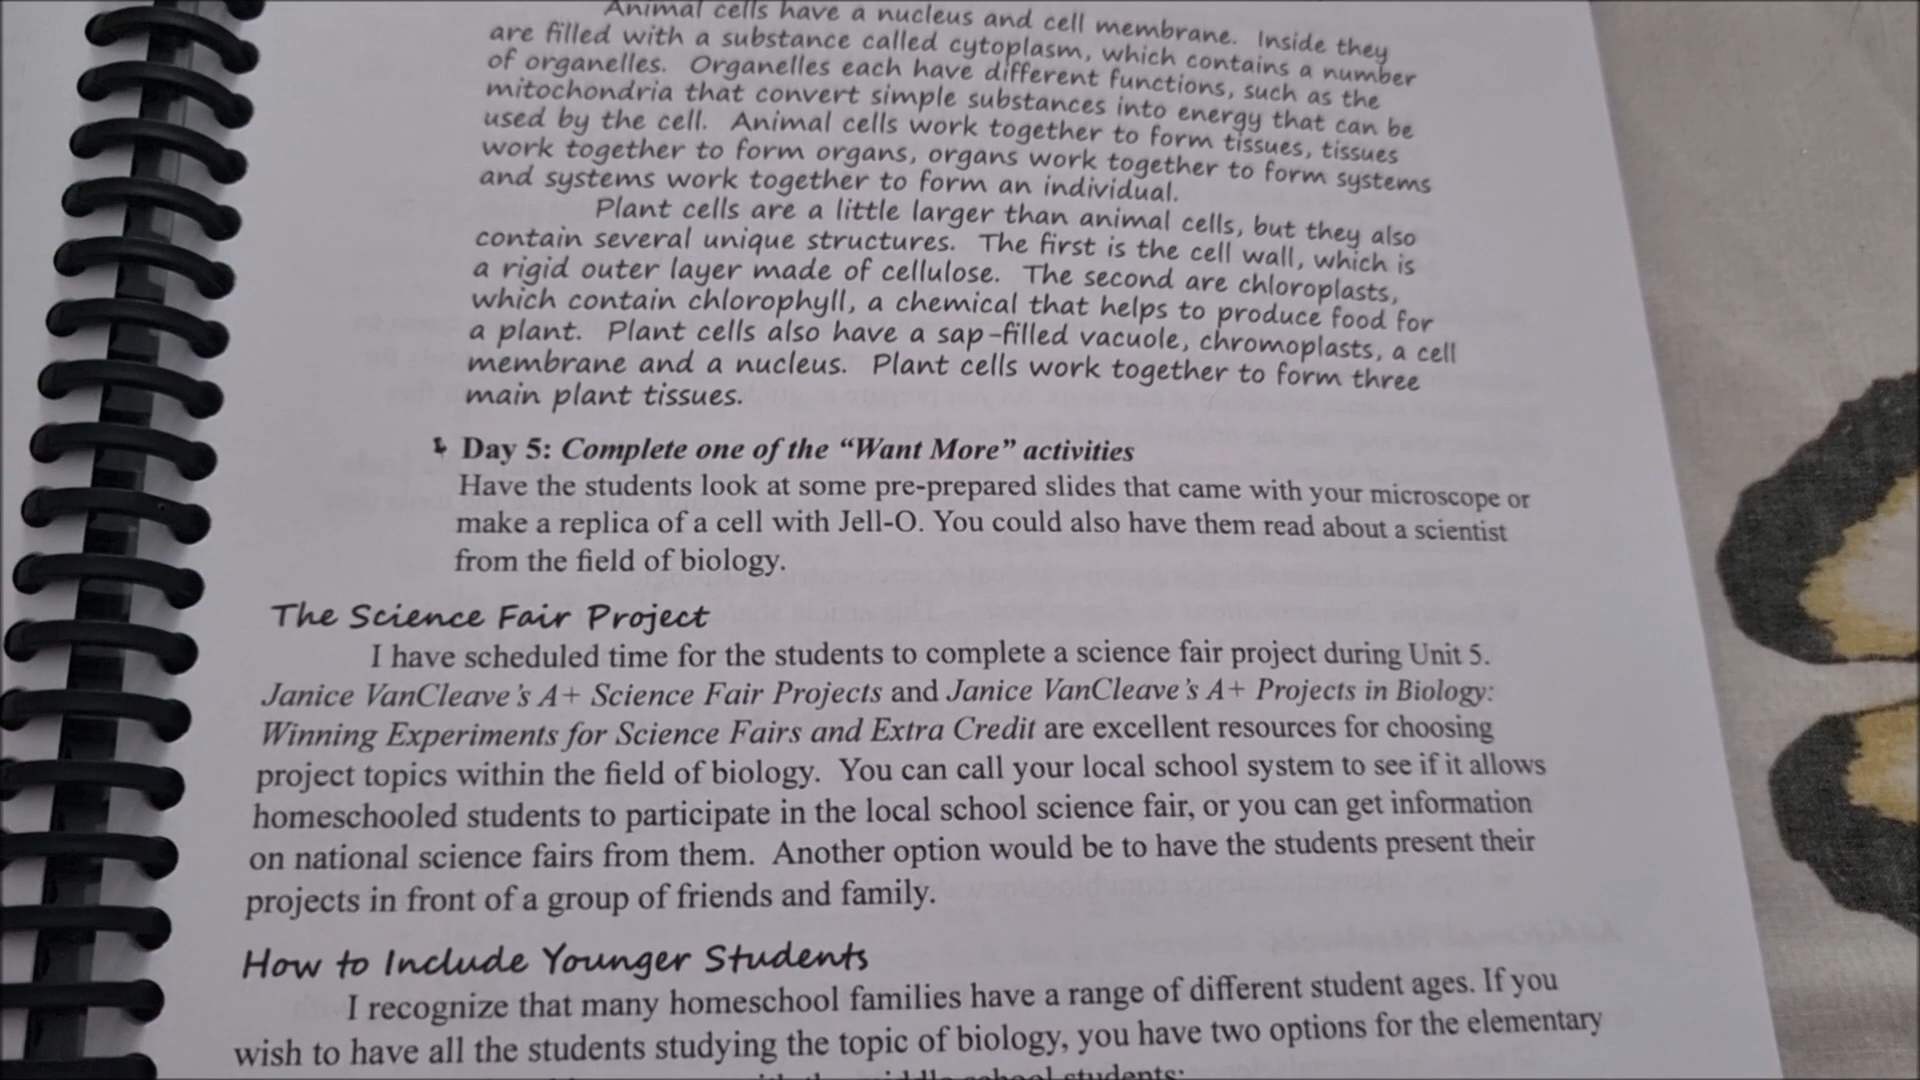 Animal cells have a nucleus and cell membrane. Inside they
are filled with a substance called cytoplasm, which contains a number
of organelles. Organelles each have different functions, such as the
mitochondria that convert simple substances into energy that can be
used by the cell. Animal cells work together to form tissues, tissues
work together to form organs, organs work together to form systems
and systems work together to form an individual.
Plant cells are a little larger than animal cells, but they also
contain several unique structures. The first is the cell wall, which is
a rigid outer layer made of cellulose. The second are chloroplasts,
which contain chlorophyll, a chemical that helps to produce food for
a plant. Plant cells also have a sap-filled vacuole, chromoplasts, a cell
membrane and a nucleus. Plant cells work together to form three
main plant tissues.
Day 5: Complete one of the “Want More” activities
Have the students look at some pre-prepared slides that came with your microscope or
make a replica of a cell with Jell-O. You could also have them read about a scientist
from the field of biology.
The Science Fair Project
I have scheduled time for the students to complete a science fair project during Unit 5.
Janice VanCleave’s A+ Science Fair Projects and Janice VanCleave’s A+ Projects in Biology:
Winning Experiments for Science Fairs and Extra Credit are excellent resources for choosing
project topics within the field of biology. You can call your local school system to see if it allows
homeschooled students to participate in the local school science fair, or you can get information
on national science fairs from them. Another option would be to have the students present their
projects in front of a group of friends and family.
How to Include Younger Students
I recognize that many homeschool families have a range of different student ages. If you
wish to have all the students studying the topic of biology, you have two options for the elementary
school students: